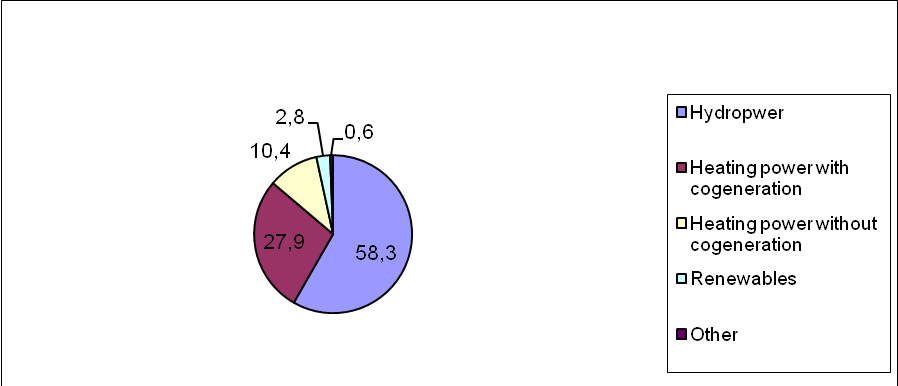 2,8
0,6
10,4
27,9
58,3
Hydropwer
Heating power with
cogeneration
Heating power without
cogeneration
Renewables
Other